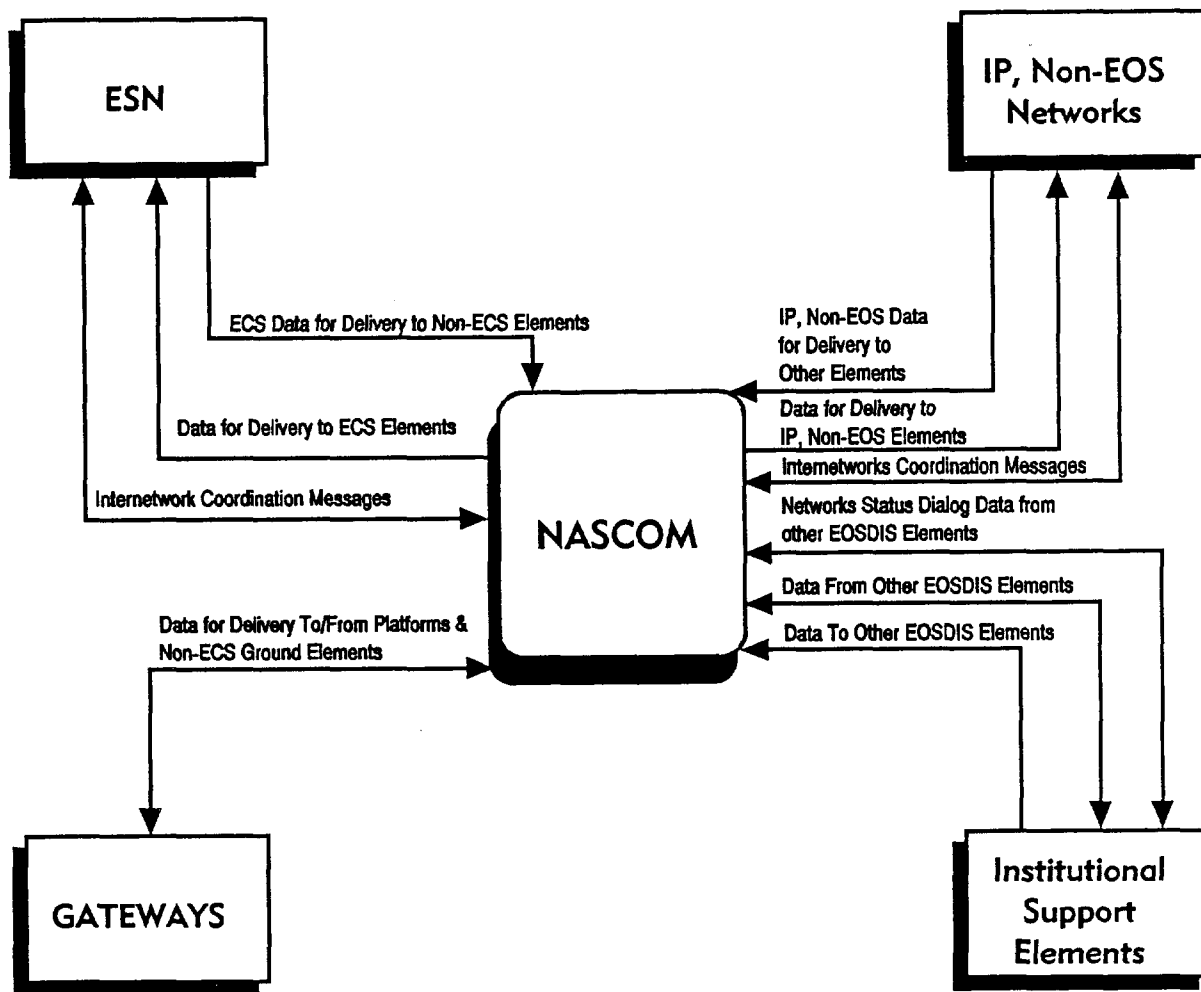 ESN
IP, Non-EOS
Networks
ECS Data for Delivery to Non-ECS Elements
Data for Delivery to ECS Elements
Internetwork Coordination Messages
IP, Non-EOS Data
for Delivery to
Other Elements
Data for Delivery to
IP, Non-EOS Elements
Internetworks Coordination Messages
Networks Status Dialog Data from
other EOSDIS Elements
NASCOM
Data From Other EOSDIS Elements
Data To Other EOSDIS Elements
Data for Delivery To/From Platforms &
Non-ECS Ground Elements
GATEWAYS
Institutional
Support
Elements